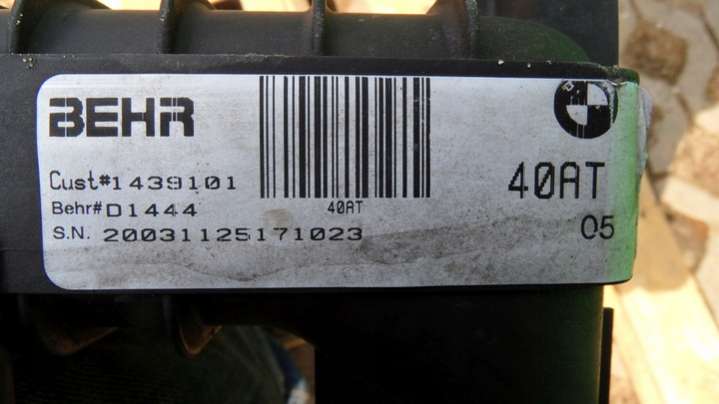 BEHR
Cust#1439101
Behr#D1444
S.N. 20031125171023
40AT
40AT
05